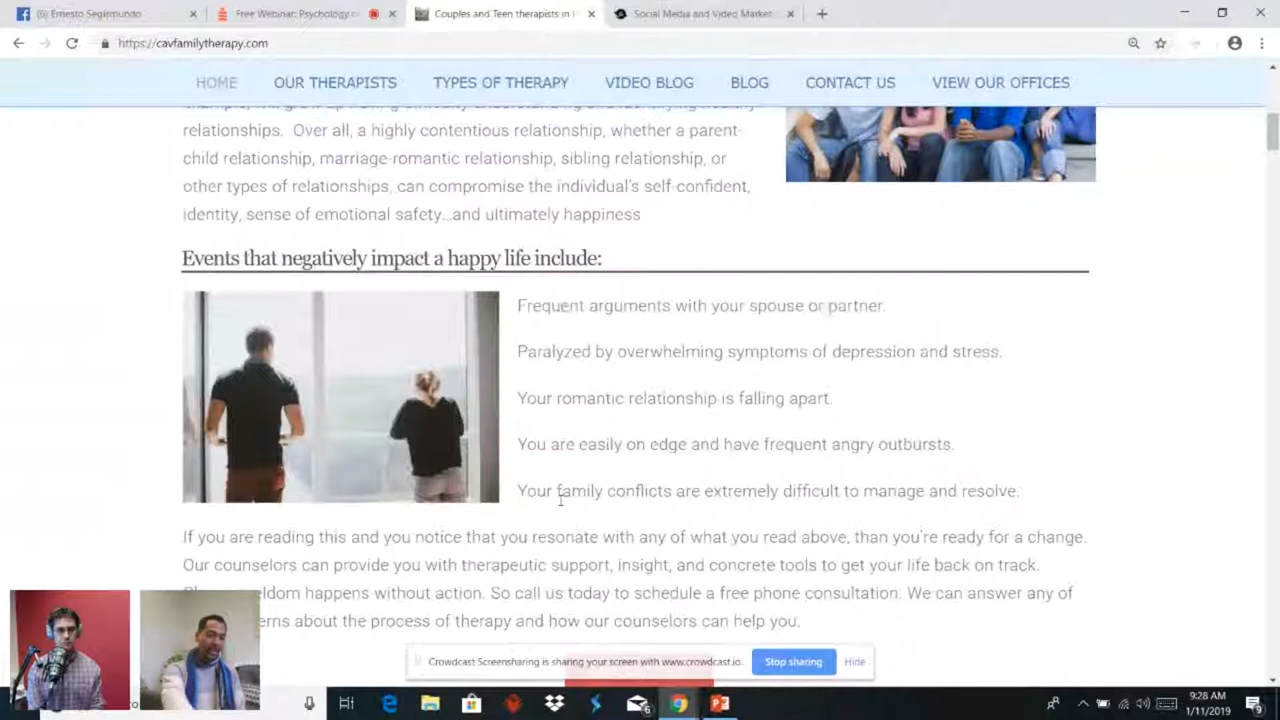 Ernesto Segismundo
Free Webinar: Psychology o
Couples and Teen therapists in
Social Media and Video Market
https://cavfamilytherapy.com
HOME OUR THERAPISTS TYPES OF THERAPY VIDEO BLOG BLOG CONTACT US VIEW OUR OFFICES
relationships. Over all, a highly contentious relationship, whether a parent-
child relationship, marriage-romantic relationship, sibling relationship, or
other types of relationships, can compromise the individual's self-confident,
identity, sense of emotional safety...and ultimately happiness
Events that negatively impact a happy life include:
Frequent arguments with your spouse or partner.
Paralyzed by overwhelming symptoms of depression and stress.
Your romantic relationship is falling apart.
You are easily on edge and have frequent angry outbursts.
Your family conflicts are extremely difficult to manage and resolve.
If you are reading this and you notice that you resonate with any of what you read above, than you're ready for a change.
Our counselors can provide you with therapeutic support, insight, and concrete tools to get your life back on track.
eldom happens without action. So call us today to schedule a free phone consultation. We can answer any of
erns about the process of therapy and how our counselors can help you.
Crowdcast Screensharing is sharing your screen with www.crowdcast.io.
Stop sharing
Hide
9:28 AM
1/11/2019